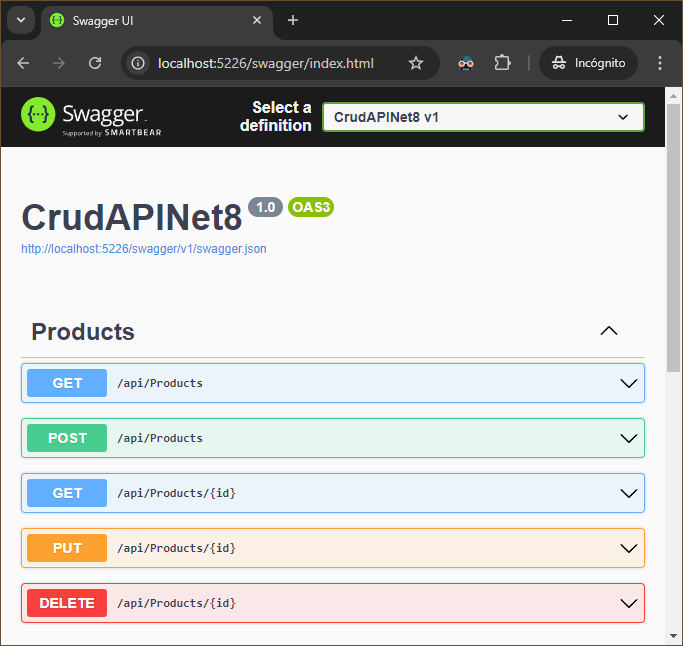 Swagger UI
localhost:5226/swagger/index.html
Incógnito
Swagger
Supported by SMARTBEAR
Select a
definition
CrudAPINet8 v1
CrudAPINet8 1.0 OAS3
http://localhost:5226/swagger/v1/swagger.json
Products
GET /api/Products
POST /api/Products
GET /api/Products/{id}
PUT /api/Products/{id}
DELETE /api/Products/{id}